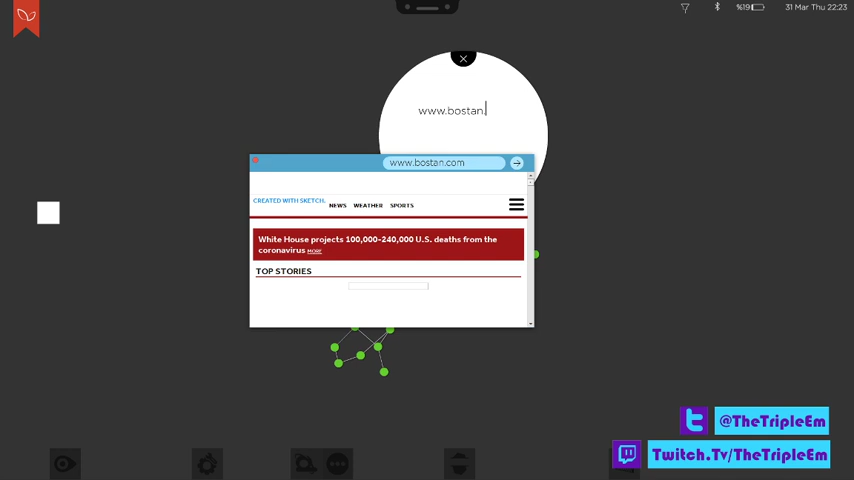 %19
31 Mar Thu 22:23
www.bostan.
www.bostan.com
CREATED WITH SKETCH.
NEWS WEATHER SPORTS
White House projects 100,000-240,000 U.S. deaths from the
coronavirus MORE
TOP STORIES
@TheTripleEm
Twitch.Tv/TheTripleEm